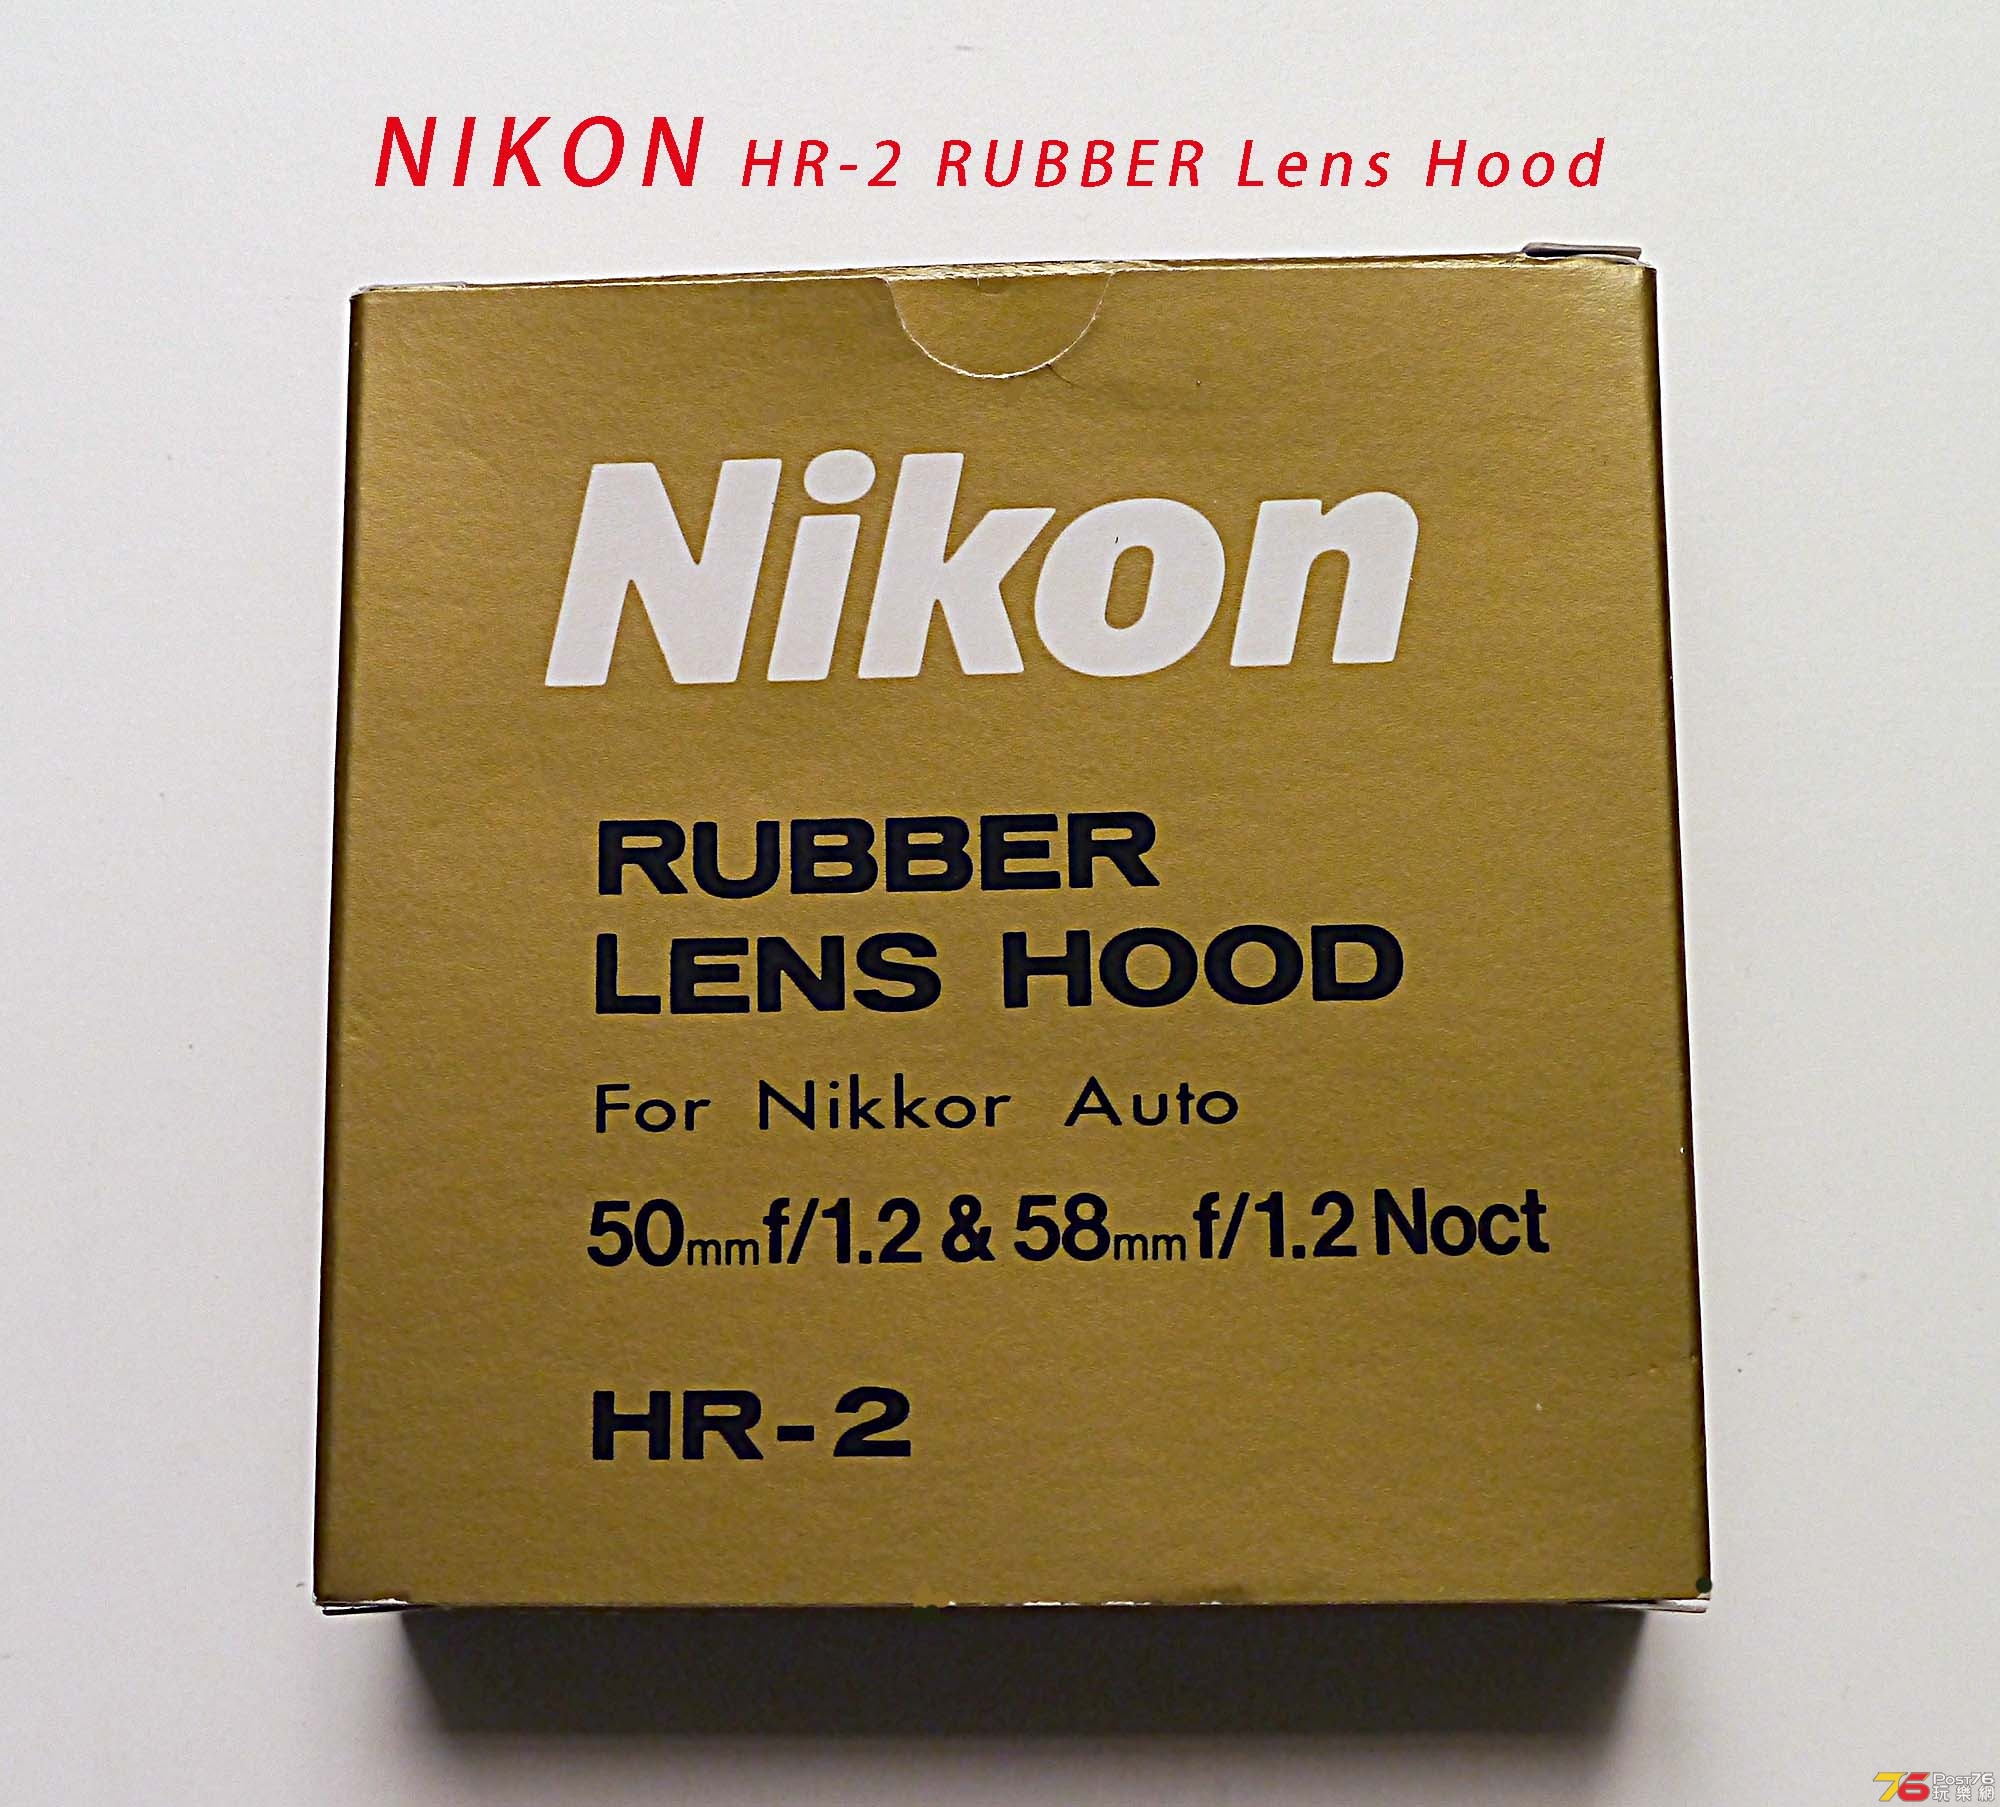 NIKON HR-2 RUBBER Lens Hood
Nikon
RUBBER
LENS HOOD
For Nikkor Auto
50mm f/1.2 & 58mm f/1.2 Noct
HR-2
76 Post76
玩樂網